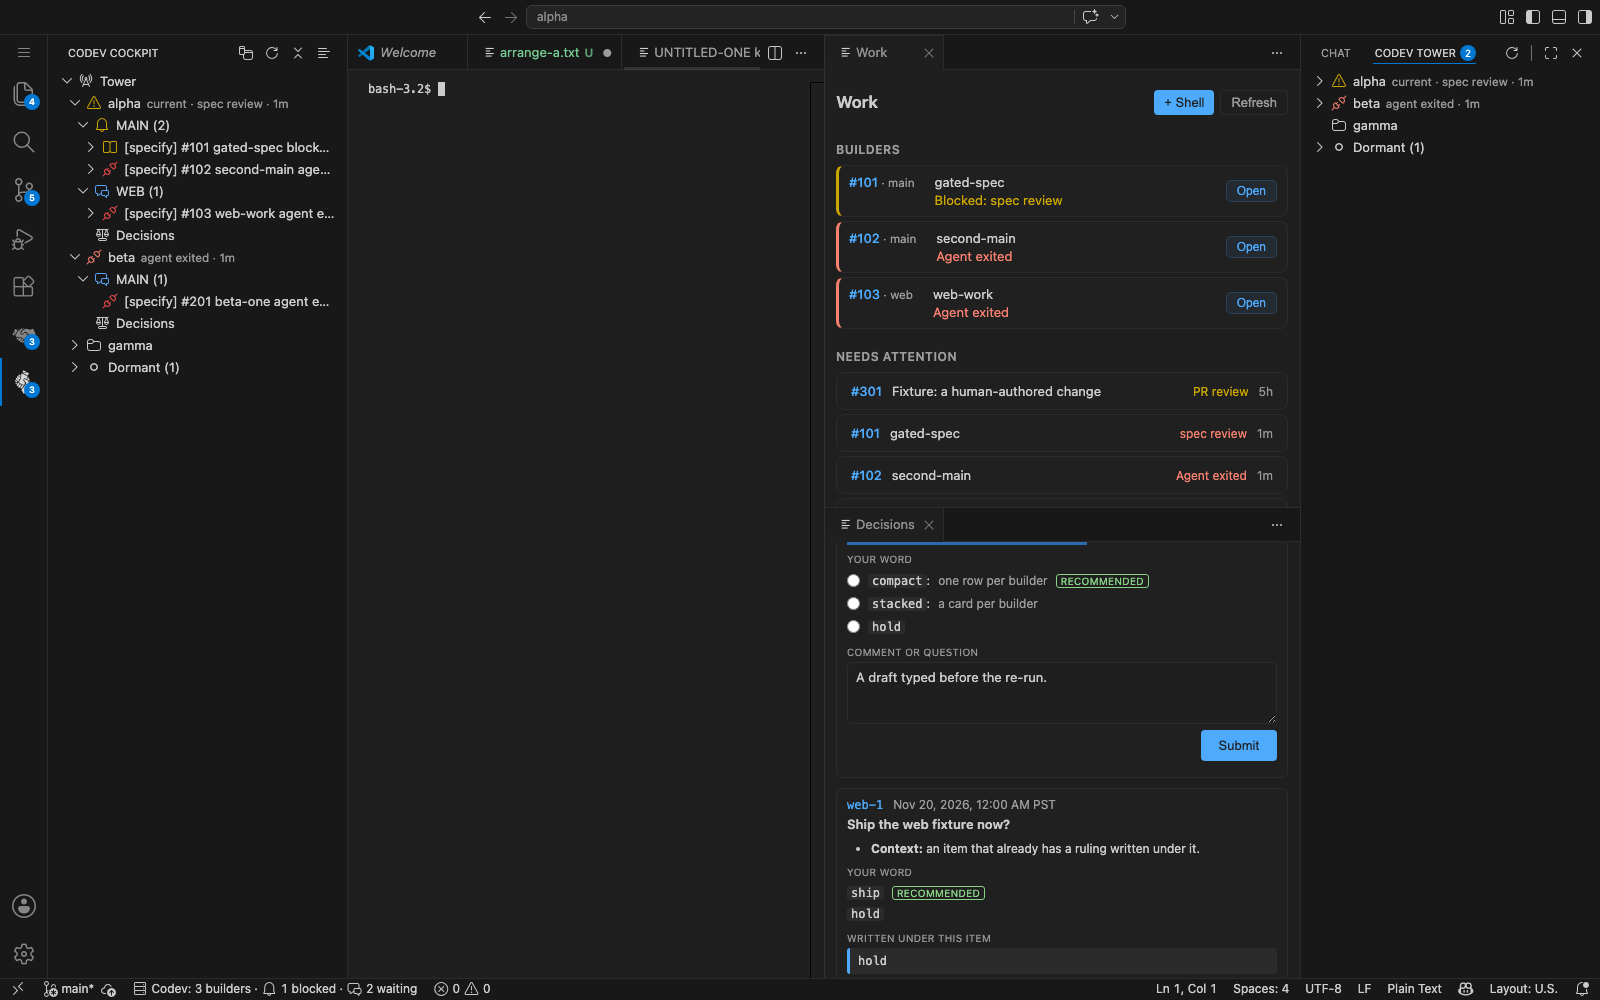 alpha
CODEV COCKPIT
Tower
alpha current · spec review · 1m
MAIN (2)
[specify] #101 gated-spec block...
[specify] #102 second-main age...
WEB (1)
[specify] #103 web-work agent e...
Decisions
beta agent exited · 1m
MAIN (1)
[specify] #201 beta-one agent e...
Decisions
gamma
Dormant (1)
4
5
3
3
Welcome
arrange-a.txt U
UNTITLED-ONE k
bash-3.2$
Work
Work
+ Shell
Refresh
BUILDERS
#101 · main gated-spec
Blocked: spec review
Open
#102 · main second-main
Agent exited
Open
#103 · web web-work
Agent exited
Open
NEEDS ATTENTION
#301 Fixture: a human-authored change PR review 5h
#101 gated-spec spec review 1m
#102 second-main Agent exited 1m
Decisions
YOUR WORD
compact: one row per builder RECOMMENDED
stacked: a card per builder
hold
COMMENT OR QUESTION
A draft typed before the re-run.
Submit
web-1 Nov 20, 2026, 12:00 AM PST
Ship the web fixture now?
• Context: an item that already has a ruling written under it.
YOUR WORD
ship RECOMMENDED
hold
WRITTEN UNDER THIS ITEM
hold
CHAT
CODEV TOWER 2
alpha current · spec review · 1m
beta agent exited · 1m
gamma
Dormant (1)
main* Codev: 3 builders · 1 blocked · 2 waiting 0 0
Ln 1, Col 1 Spaces: 4 UTF-8 LF Plain Text Layout: U.S.